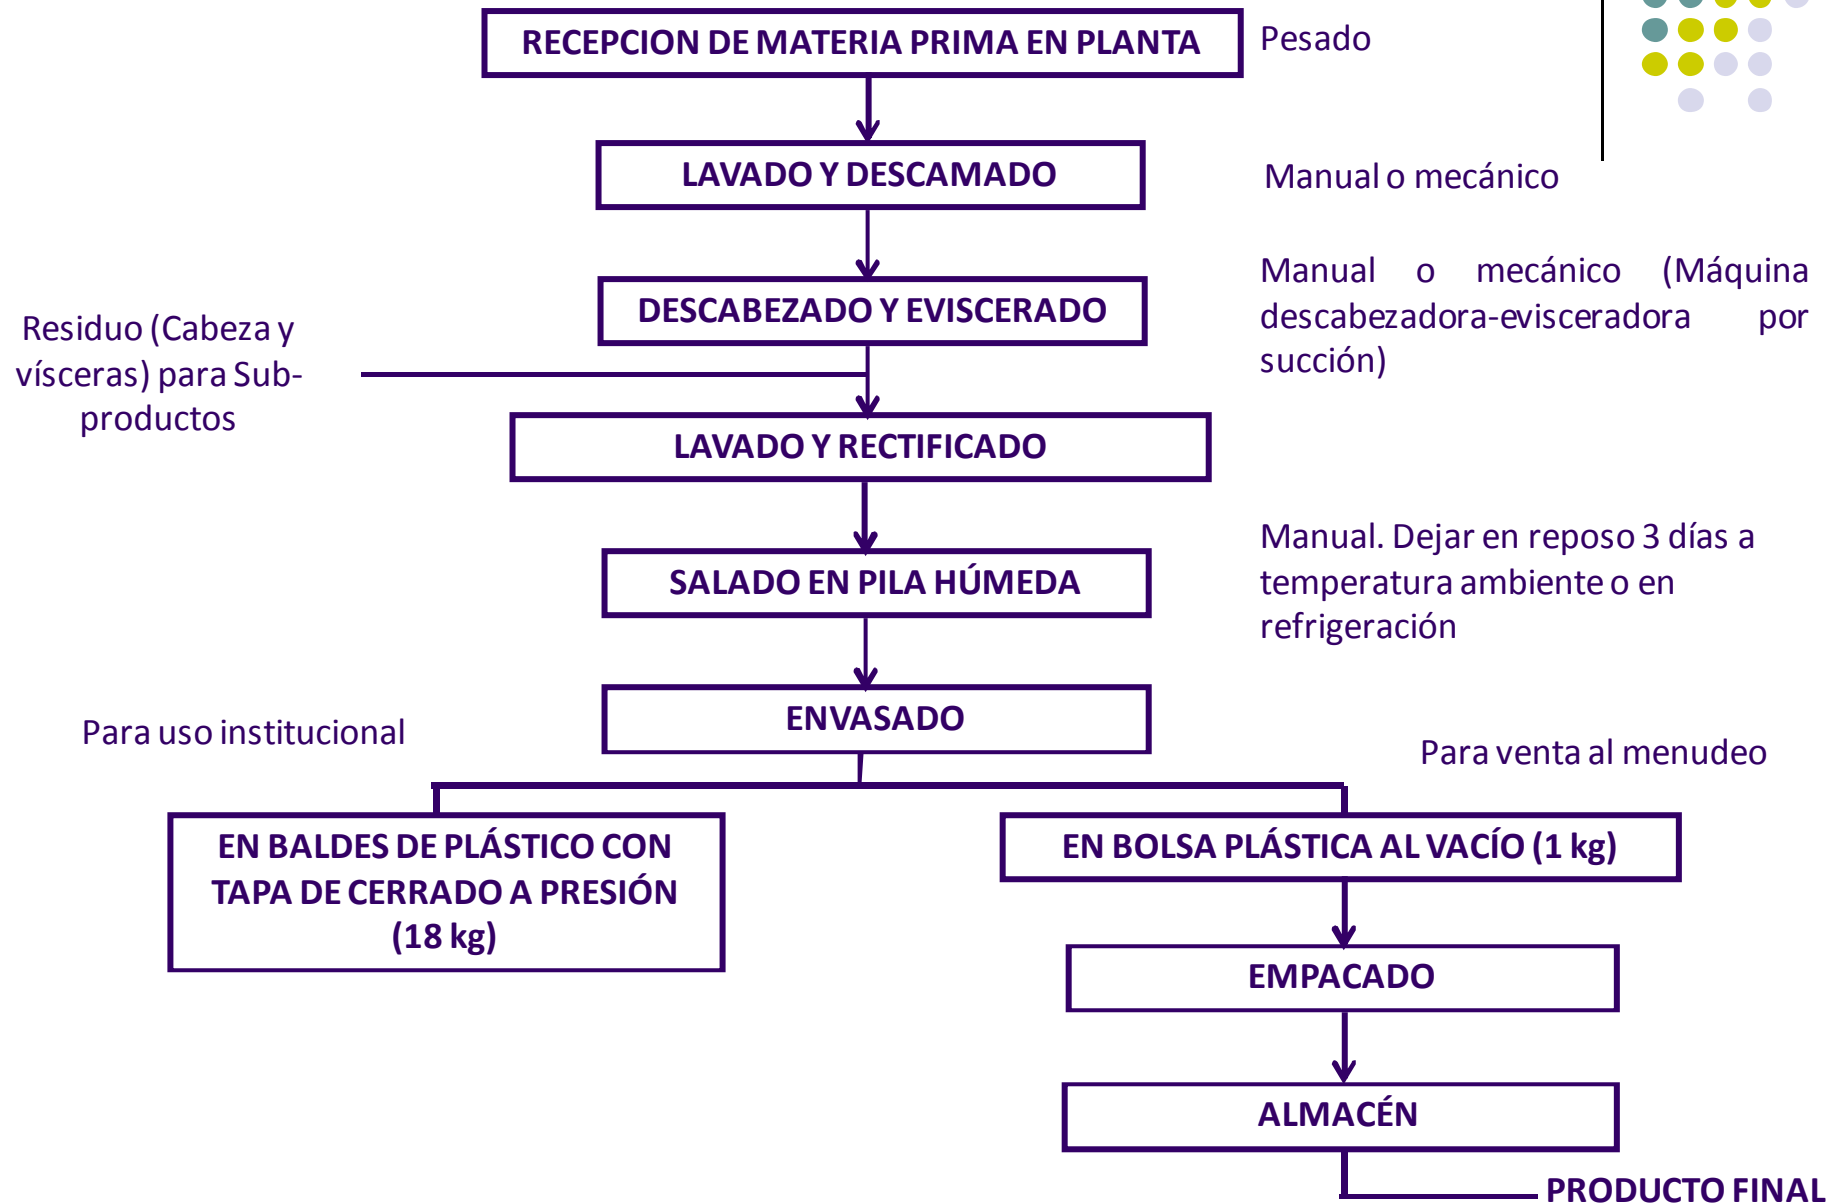 RECEPCION DE MATERIA PRIMA EN PLANTA
Pesado
LAVADO Y DESCAMADO
Manual o mecánico
DESCABEZADO Y EVISCERADO
Manual o mecánico (Máquina
descabezadora-evisceradora por
succión)
Residuo (Cabeza y
vísceras) para Sub-
productos
LAVADO Y RECTIFICADO
SALADO EN PILA HÚMEDA
Manual. Dejar en reposo 3 días a
temperatura ambiente o en
refrigeración
ENVASADO
Para uso institucional
Para venta al menudeo
EN BALDES DE PLÁSTICO CON
TAPA DE CERRADO A PRESIÓN
(18 kg)
EN BOLSA PLÁSTICA AL VACÍO (1 kg)
EMPACADO
ALMACÉN
PRODUCTO FINAL